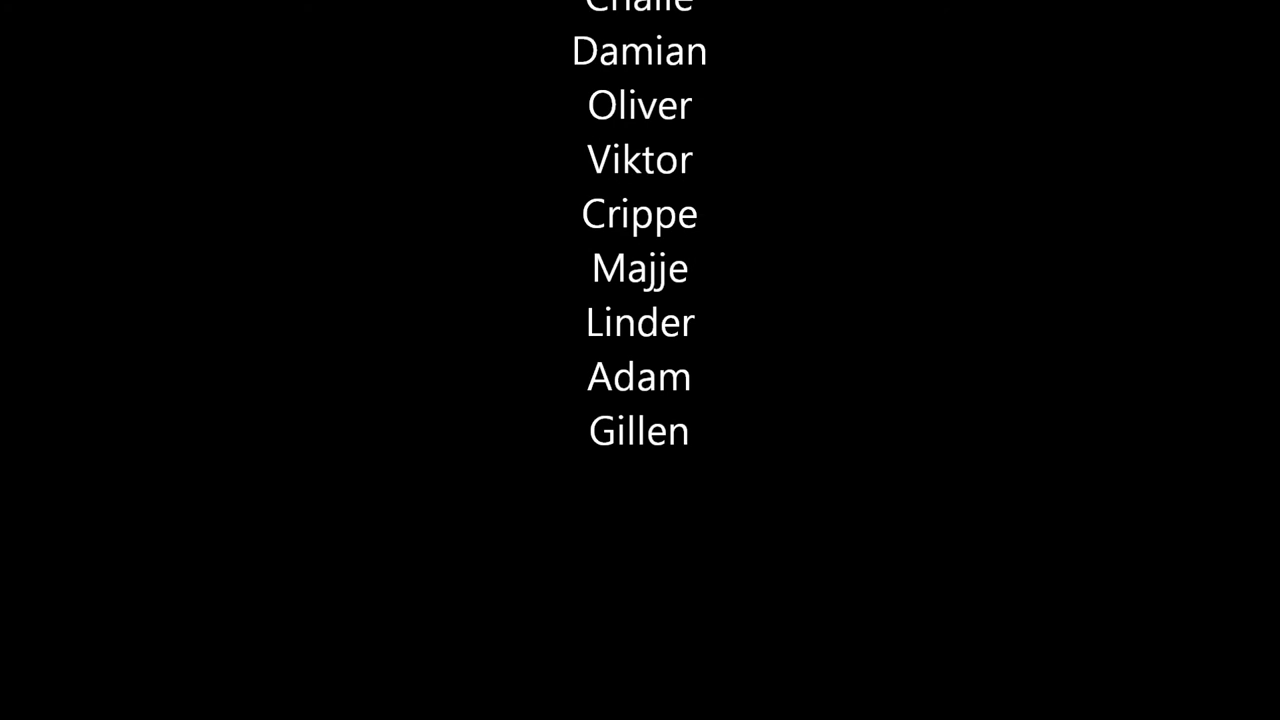 Damian
Oliver
Viktor
Crippe
Majje
Linder
Adam
Gillen